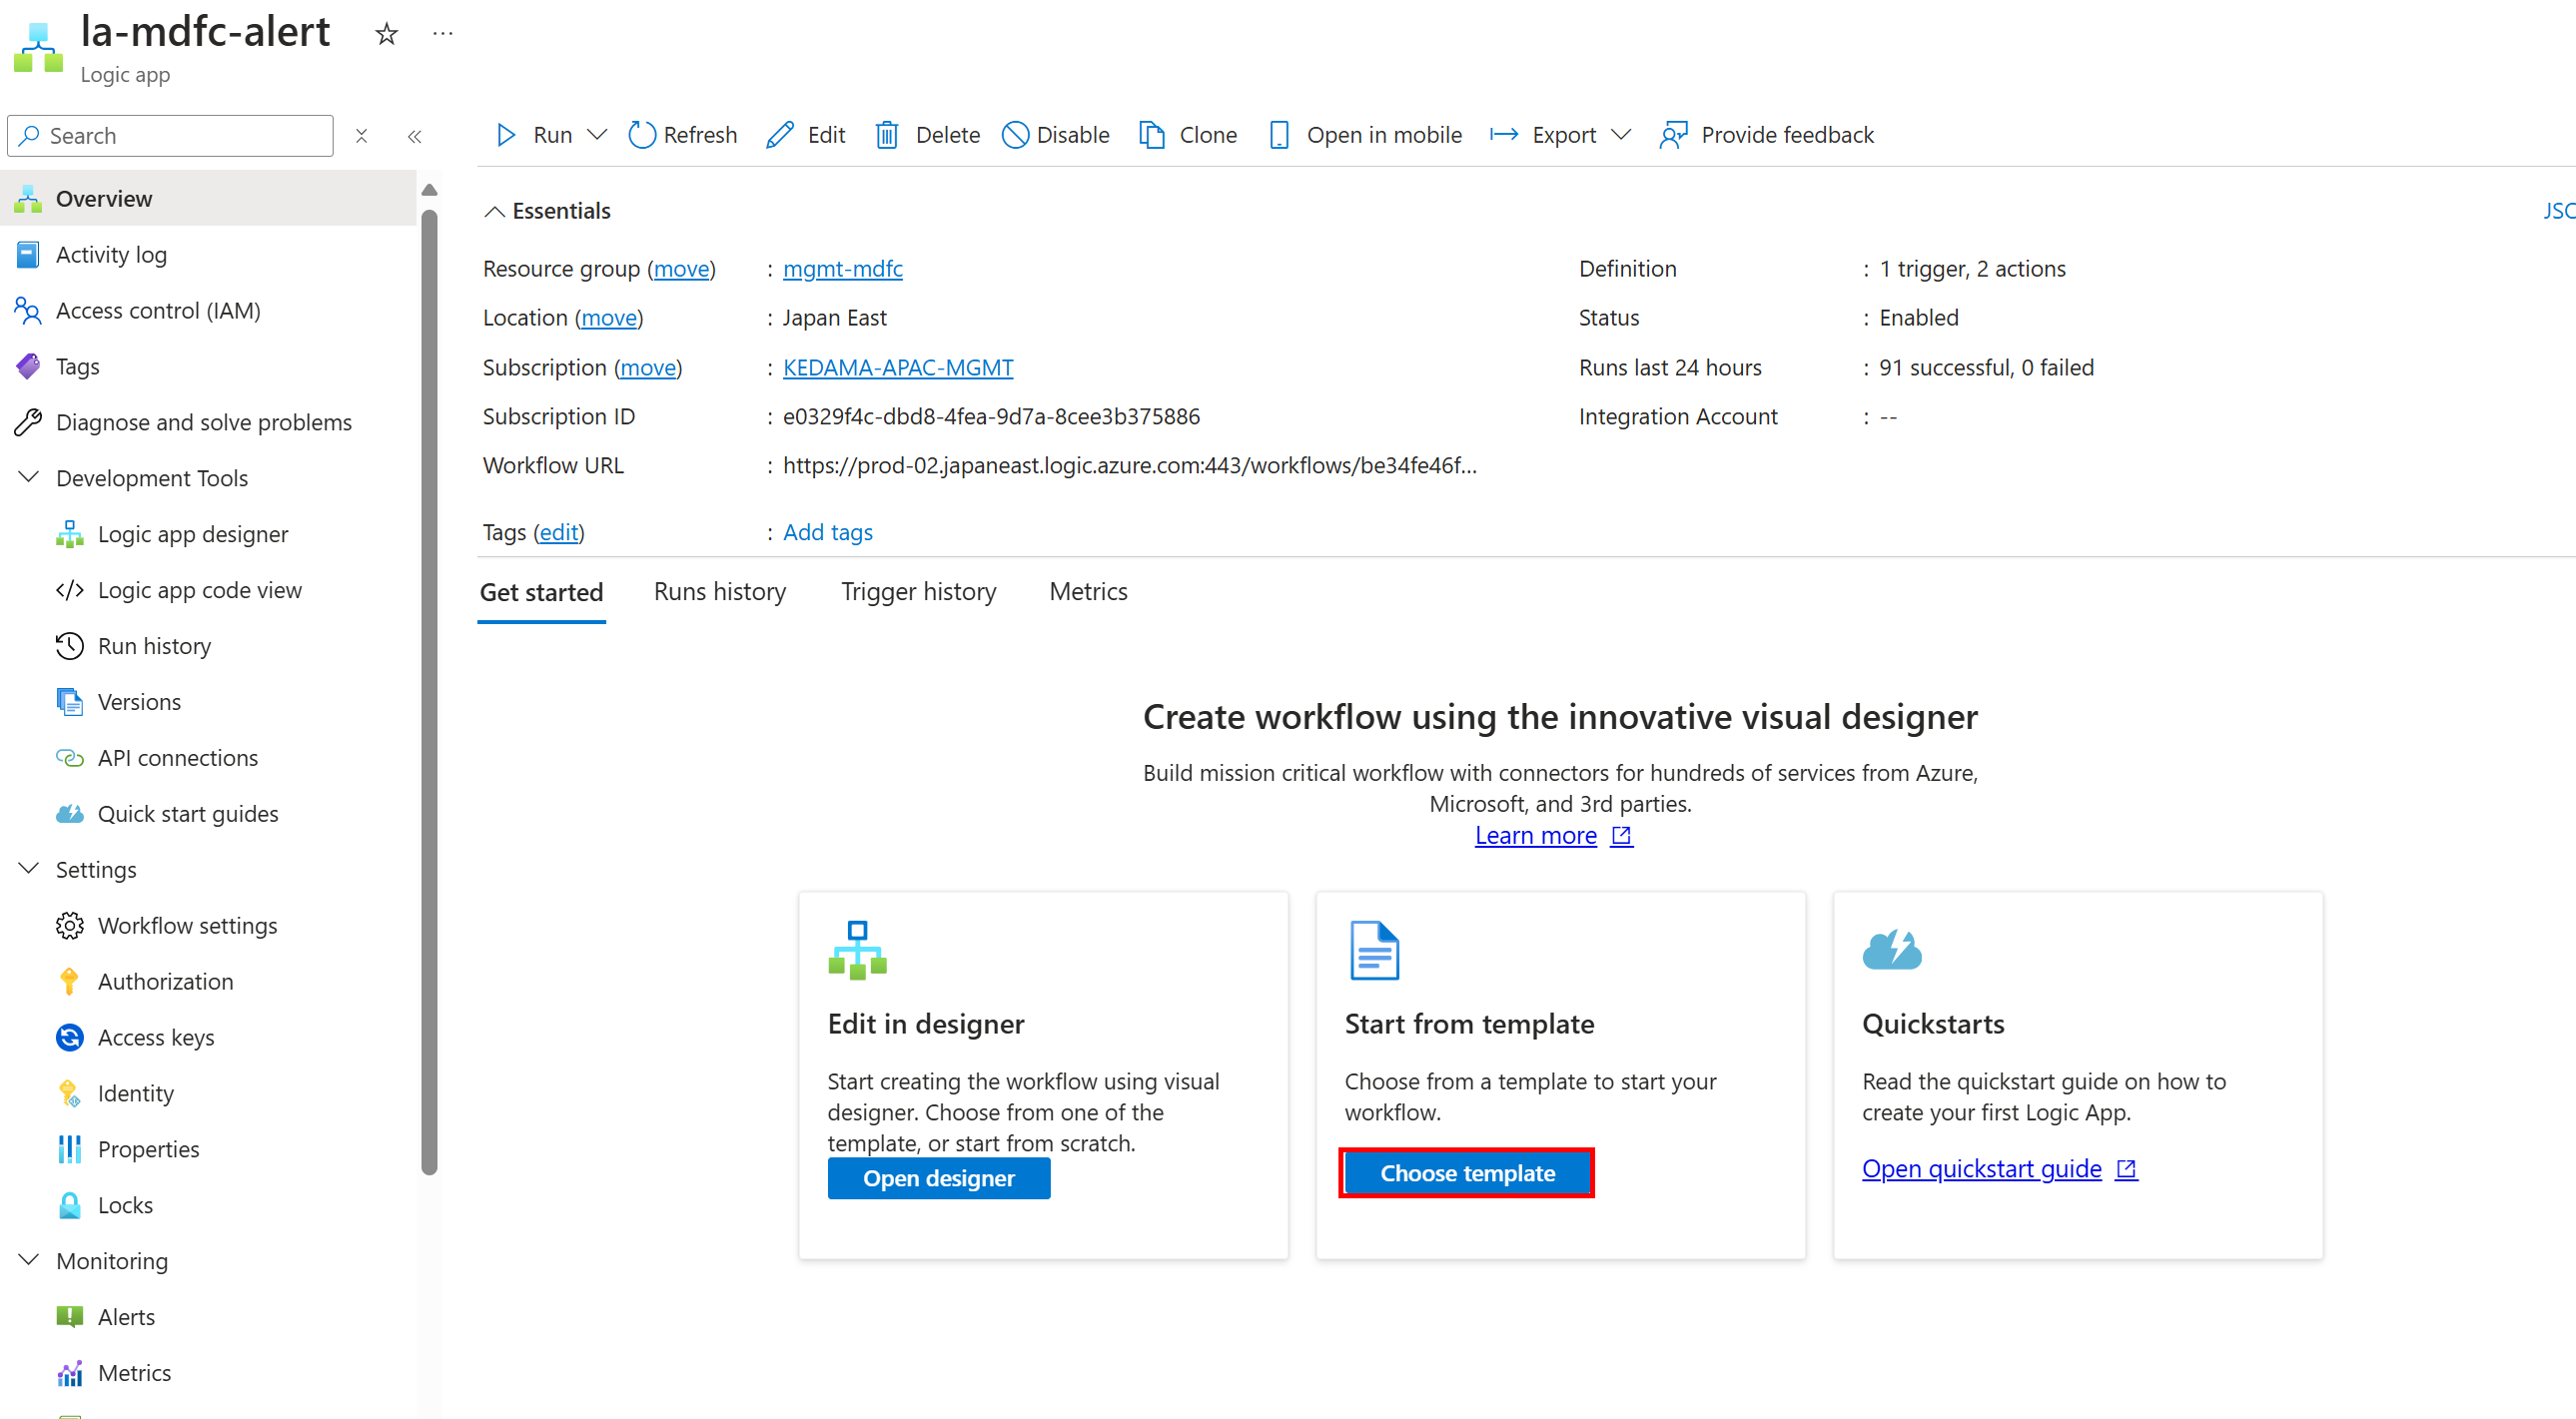 la-mdfc-alert
Logic app
Search
Run
Refresh
Edit
Delete
Disable
Clone
Open in mobile
Export
Provide feedback
Overview
Activity log
Access control (IAM)
Tags
Diagnose and solve problems
Development Tools
Logic app designer
Logic app code view
Run history
Versions
API connections
Quick start guides
Settings
Workflow settings
Authorization
Access keys
Identity
Properties
Locks
Monitoring
Alerts
Metrics
Essentials
JSO
Resource group (move) : mgmt-mdfc
Location (move) : Japan East
Subscription (move) : KEDAMA-APAC-MGMT
Subscription ID : e0329f4c-dbd8-4fea-9d7a-8cee3b375886
Workflow URL : https://prod-02.japaneast.logic.azure.com:443/workflows/be34fe46f...
Definition : 1 trigger, 2 actions
Status : Enabled
Runs last 24 hours : 91 successful, 0 failed
Integration Account : --
Tags (edit) : Add tags
Get started
Runs history
Trigger history
Metrics
Create workflow using the innovative visual designer
Build mission critical workflow with connectors for hundreds of services from Azure,
Microsoft, and 3rd parties.
Learn more
Edit in designer
Start creating the workflow using visual
designer. Choose from one of the
template, or start from scratch.
Open designer
Start from template
Choose from a template to start your
workflow.
Choose template
Quickstarts
Read the quickstart guide on how to
create your first Logic App.
Open quickstart guide